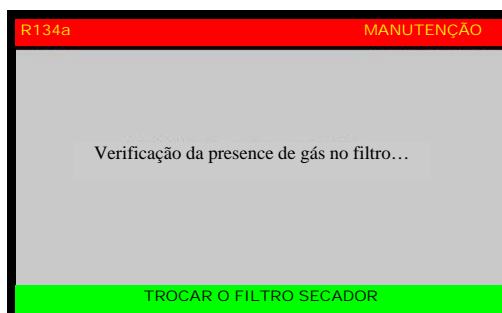 R134a MANUTENÇÃO
Verificação da presence de gás no filtro…
TROCAR O FILTRO SECADOR